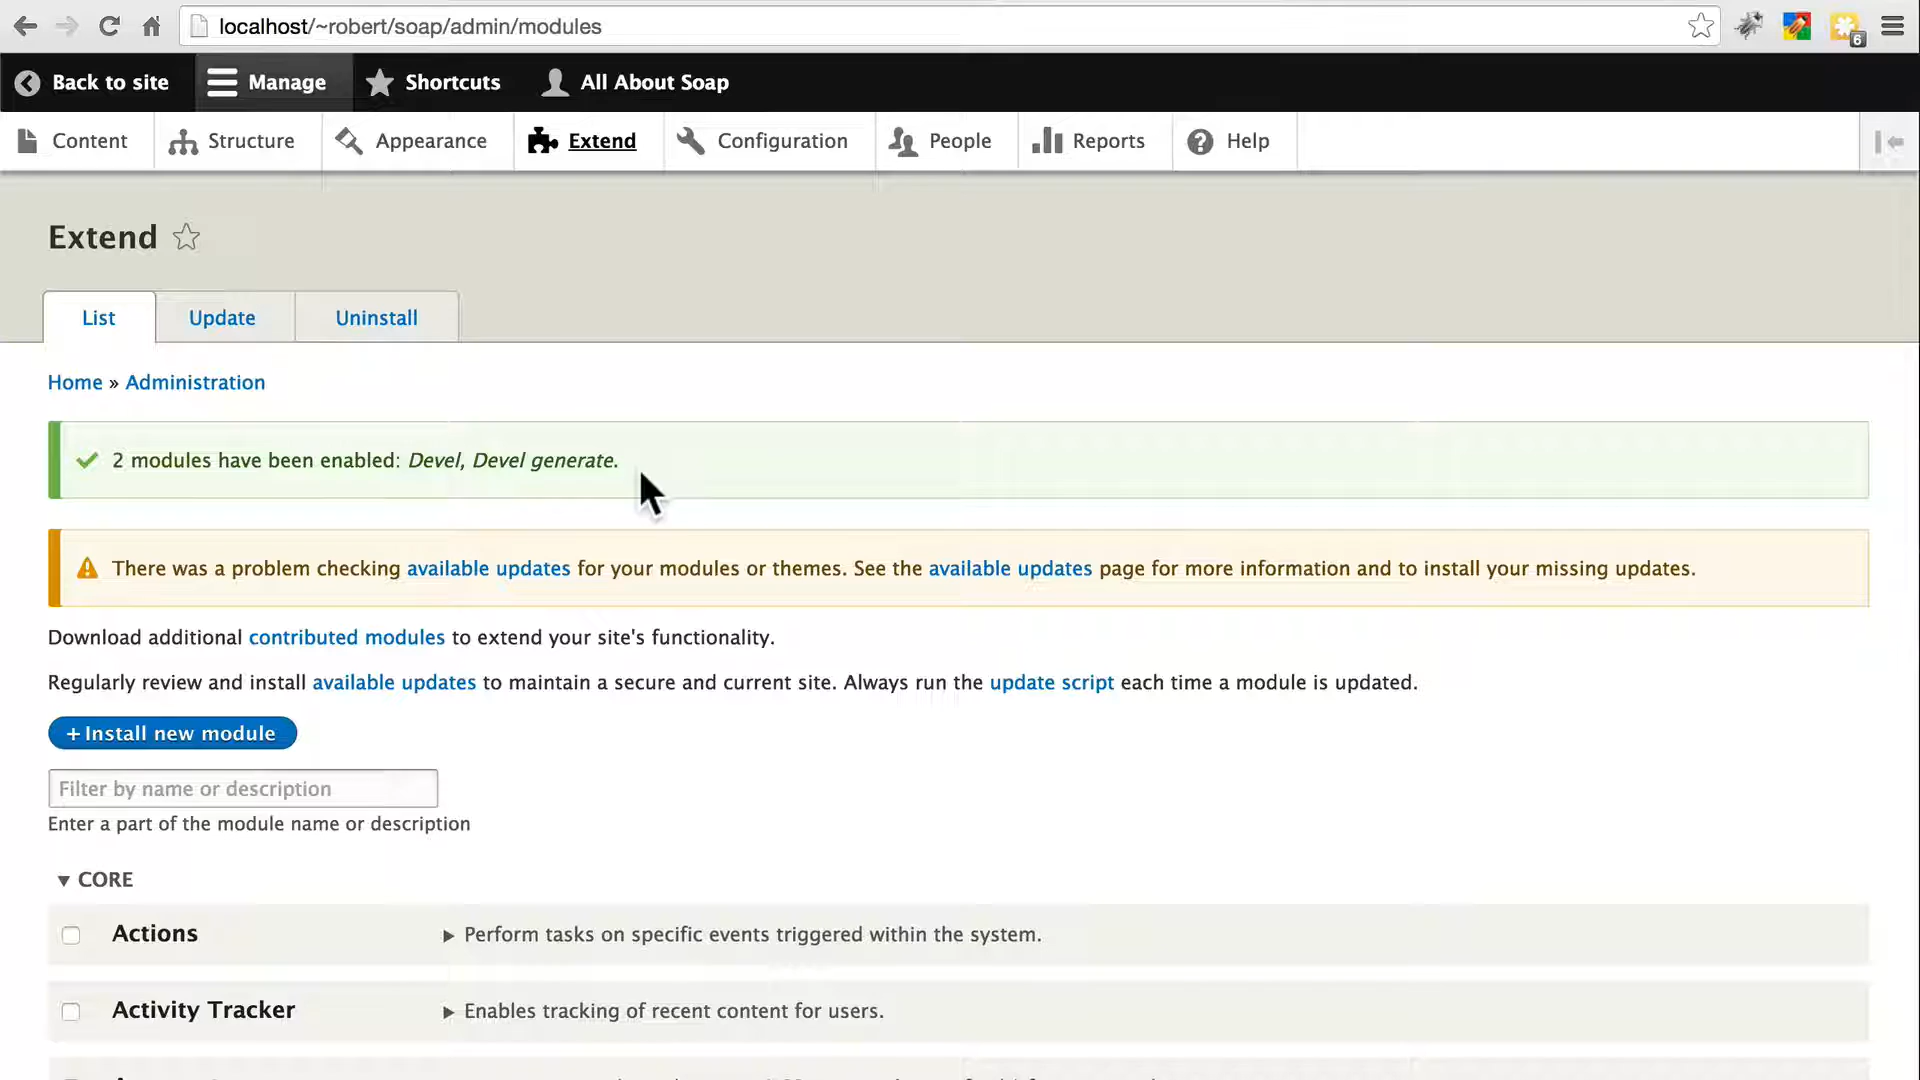 localhost/~robert/soap/admin/modules
6
Back to site Manage Shortcuts All About Soap
Content Structure Appearance Extend Configuration People Reports Help
Extend
List Update Uninstall
Home » Administration
2 modules have been enabled: Devel, Devel generate.
There was a problem checking available updates for your modules or themes. See the available updates page for more information and to install your missing updates.
Download additional contributed modules to extend your site's functionality.
Regularly review and install available updates to maintain a secure and current site. Always run the update script each time a module is updated.
+ Install new module
Filter by name or description
Enter a part of the module name or description
▼ CORE
Actions ▶ Perform tasks on specific events triggered within the system.
Activity Tracker ▶ Enables tracking of recent content for users.